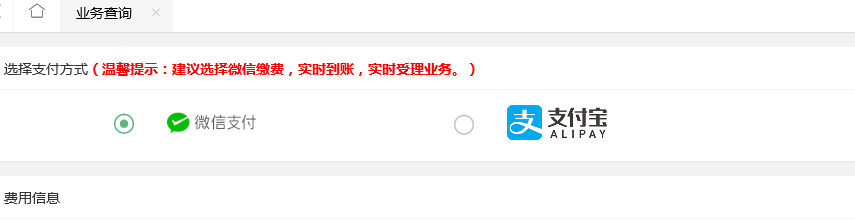 业务查询
选择支付方式(温馨提示：建议选择微信缴费，实时到账，实时受理业务。)
微信支付
支 支付宝
ALIPAY
费用信息